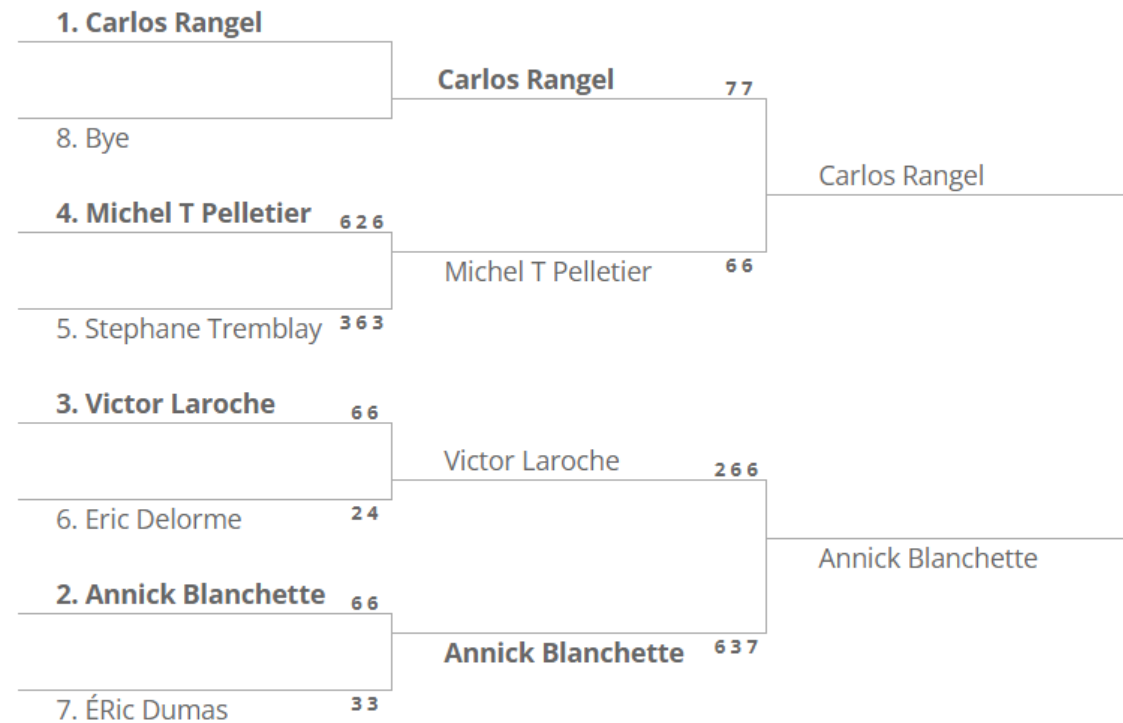 1. Carlos Rangel
Carlos Rangel 7 7
8. Bye
Carlos Rangel
4. Michel T Pelletier 6 2 6
Michel T Pelletier 6 6
5. Stephane Tremblay 3 6 3
3. Victor Laroche 6 6
Victor Laroche 2 6 6
6. Eric Delorme 2 4
Annick Blanchette
2. Annick Blanchette 6 6
Annick Blanchette 6 3 7
7. ÉRic Dumas 3 3